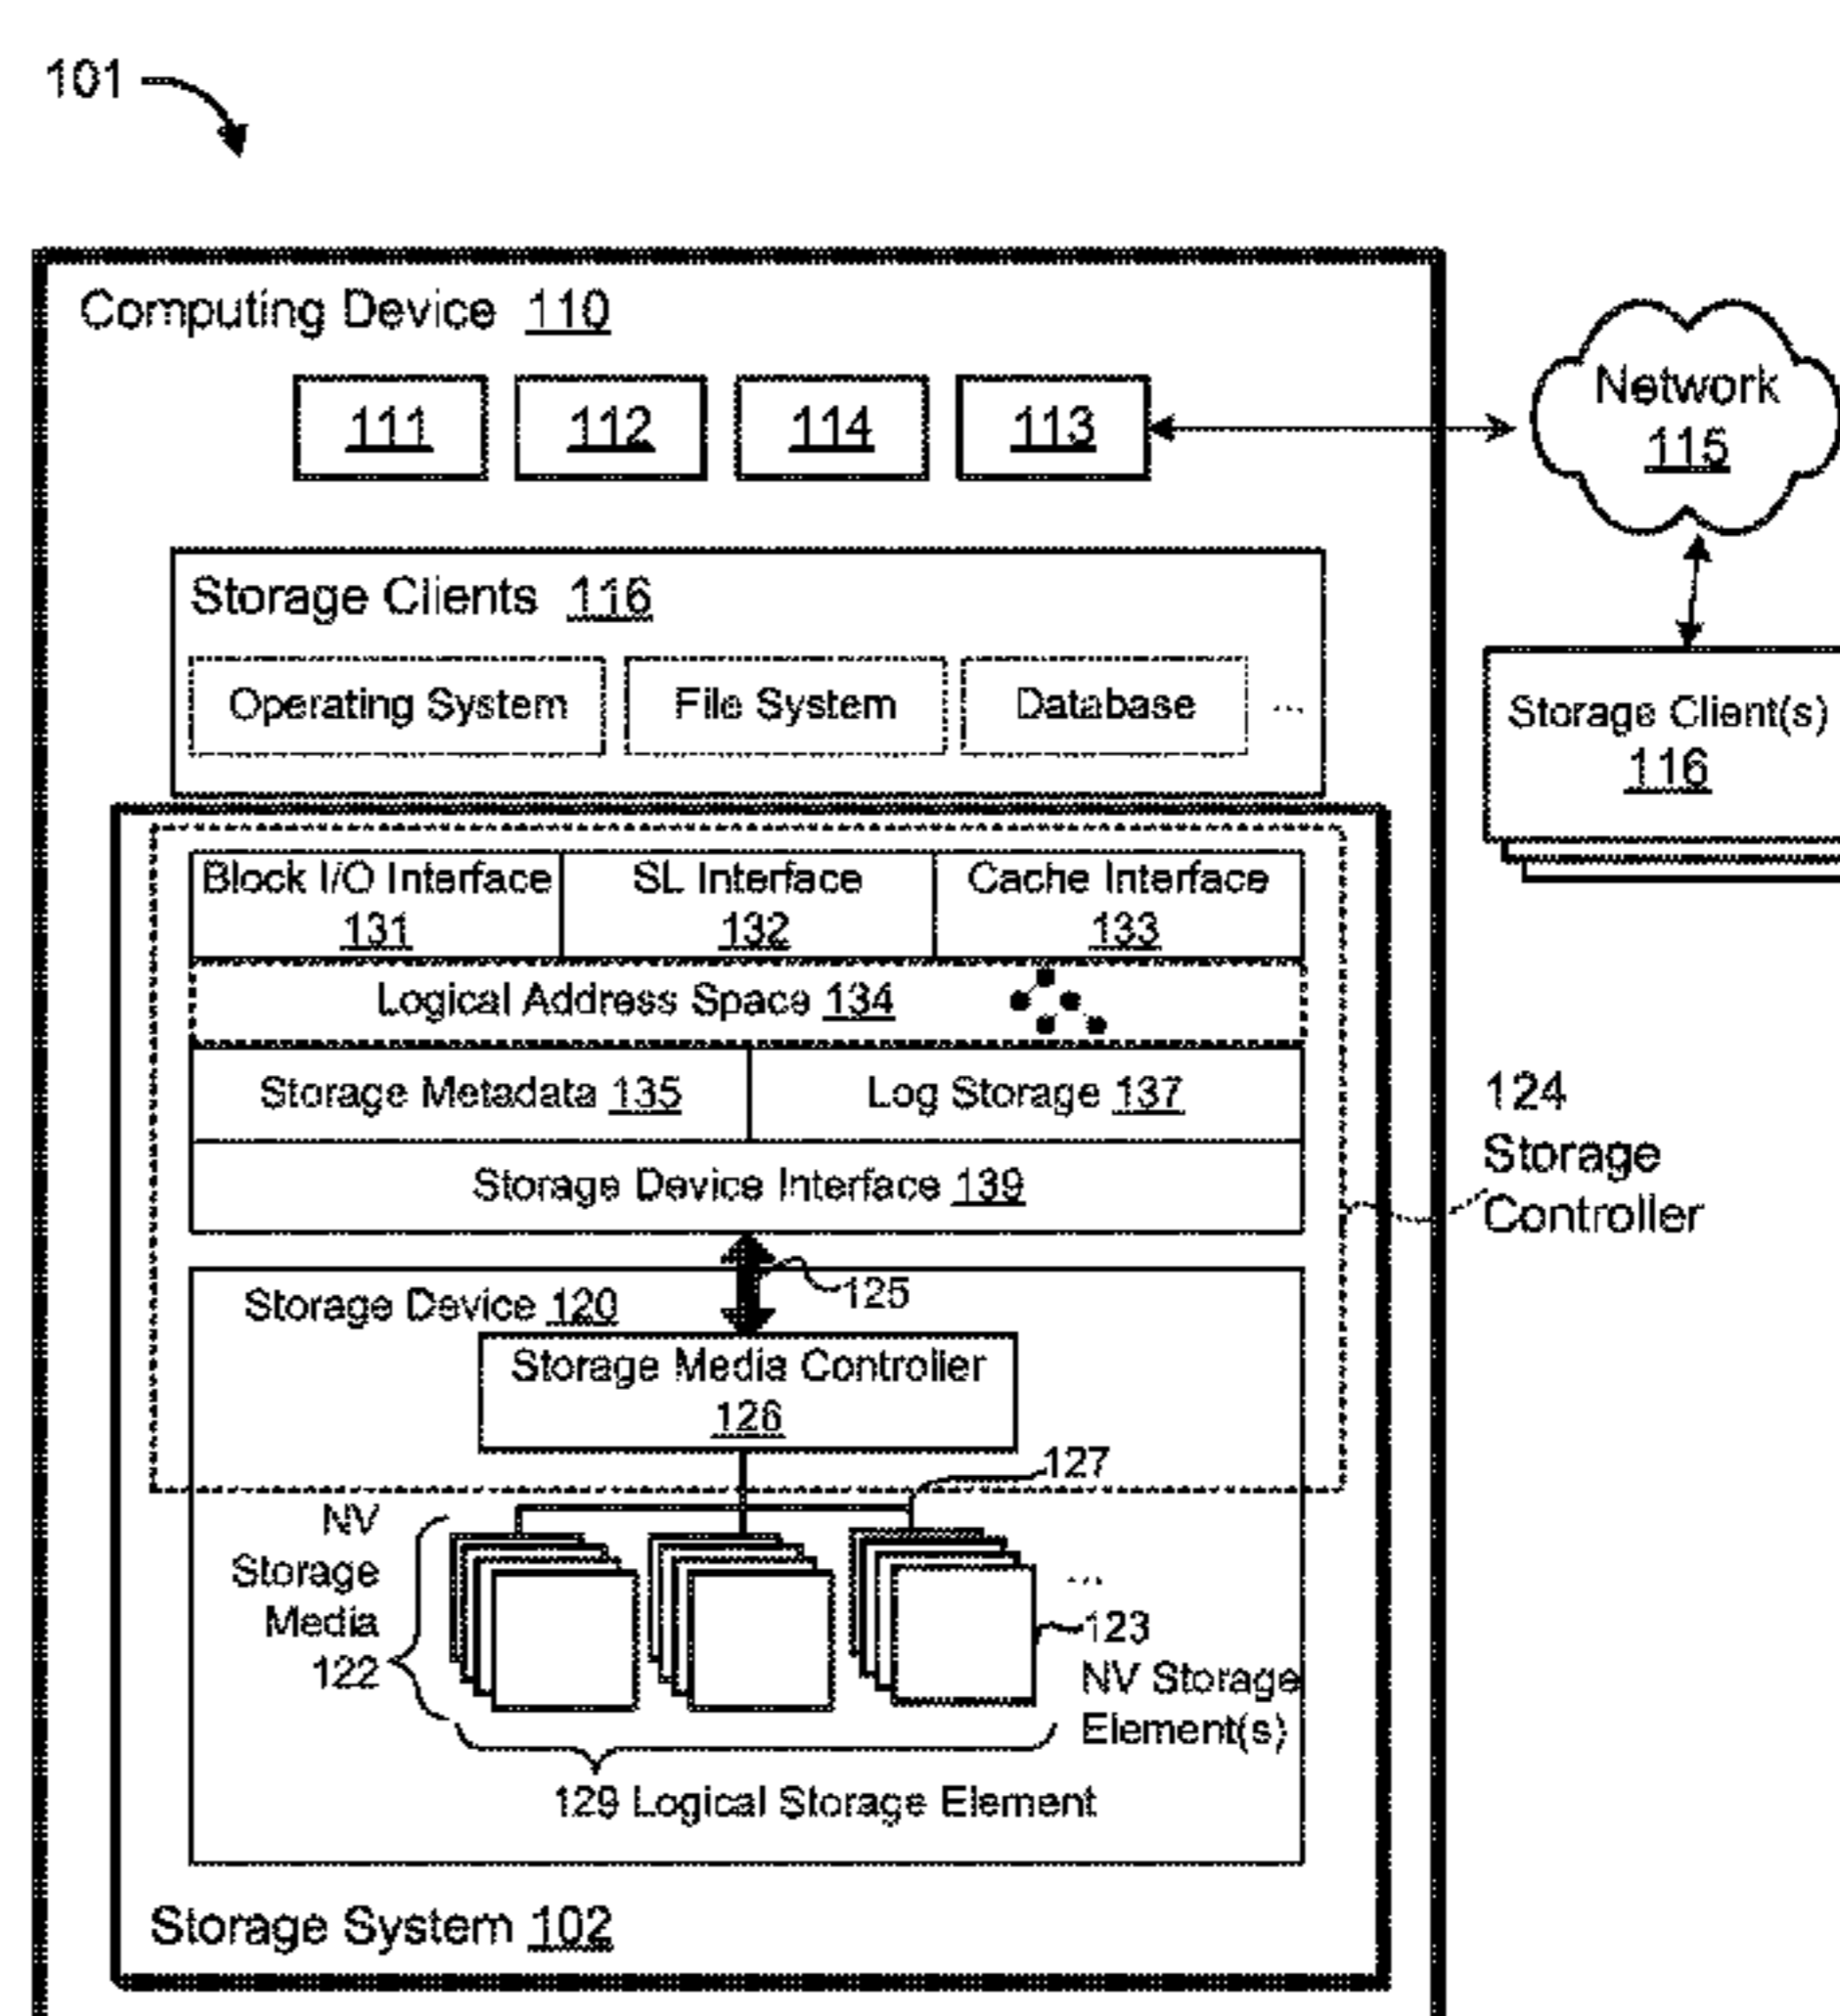 101
Computing Device 110
111 112 114 113
Network
115
Storage Clients 116
Operating System File System Database ...
Storage Client(s)
116
Block I/O Interface
131
SL Interface
132
Cache Interface
133
Logical Address Space 134
Storage Metadata 135
Log Storage 137
Storage Device Interface 139
124
Storage
Controller
125
Storage Device 120
Storage Media Controller
126
127
NV
Storage
Media
122
...
123
NV Storage
Element(s)
129 Logical Storage Element
Storage System 102